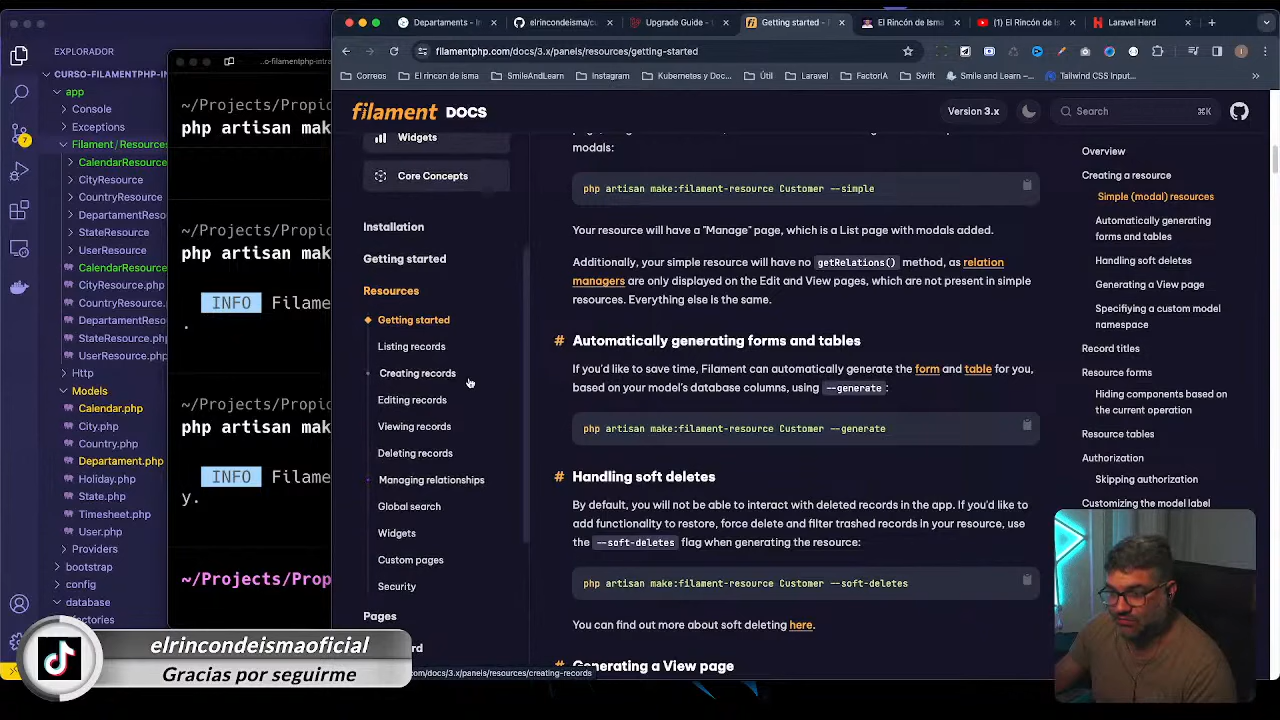 EXPLORADOR
CURSO-FILAMENTPHP-IN
app
Console
Exceptions
Filament/Resources
CalendarResource
CityResource
CountryResource
DepartamentResou
StateResource
UserResource
CalendarResource
CityResource.php
CountryResource.
DepartamentReso
StateResource.php
UserResource.php
Http
Models
Calendar.php
City.php
Country.php
Departament.php
Holiday.php
State.php
Timesheet.php
User.php
Providers
bootstrap
config
database
7
..o-filamentphp-intra
~/Projects/Propio
php artisan mak
~/Projects/Propio
php artisan mak
INFO Filame
.
~/Projects/Propio
php artisan mak
INFO Filame
y.
~/Projects/Prop
Departaments - In
elrincondeisma/cu
Upgrade Guide - t
Getting started -
El Rincón de Isma
(1) El Rincón de Is
Laravel Herd
filamentphp.com/docs/3.x/panels/resources/getting-started
Correos
El rincon de isma
SmileAndLearn
Instagram
Kubernetes y Doc...
Útil
Laravel
FactorIA
Swift
Smile and Learn –...
Tailwind CSS Input...
filament DOCS
Version 3.x
Search
⌘K
Widgets
Core Concepts
Installation
Getting started
Resources
Getting started
Listing records
Creating records
Editing records
Viewing records
Deleting records
Managing relationships
Global search
Widgets
Custom pages
Security
Pages
modals:
php artisan make:filament-resource Customer --simple
Your resource will have a "Manage" page, which is a List page with modals added.
Additionally, your simple resource will have no getRelations() method, as relation
managers are only displayed on the Edit and View pages, which are not present in simple
resources. Everything else is the same.
# Automatically generating forms and tables
If you'd like to save time, Filament can automatically generate the form and table for you,
based on your model's database columns, using --generate:
php artisan make:filament-resource Customer --generate
# Handling soft deletes
By default, you will not be able to interact with deleted records in the app. If you'd like to
add functionality to restore, force delete and filter trashed records in your resource, use
the --soft-deletes flag when generating the resource:
php artisan make:filament-resource Customer --soft-deletes
You can find out more about soft deleting here.
Generating a View page
Overview
Creating a resource
Simple (modal) resources
Automatically generating
forms and tables
Handling soft deletes
Generating a View page
Specifying a custom model
namespace
Record titles
Resource forms
Hiding components based on
the current operation
Resource tables
Authorization
Skipping authorization
Customizing the model label
.com/docs/3.x/panels/resources/creating-records
elrincondeismaoficial
Gracias por seguirme